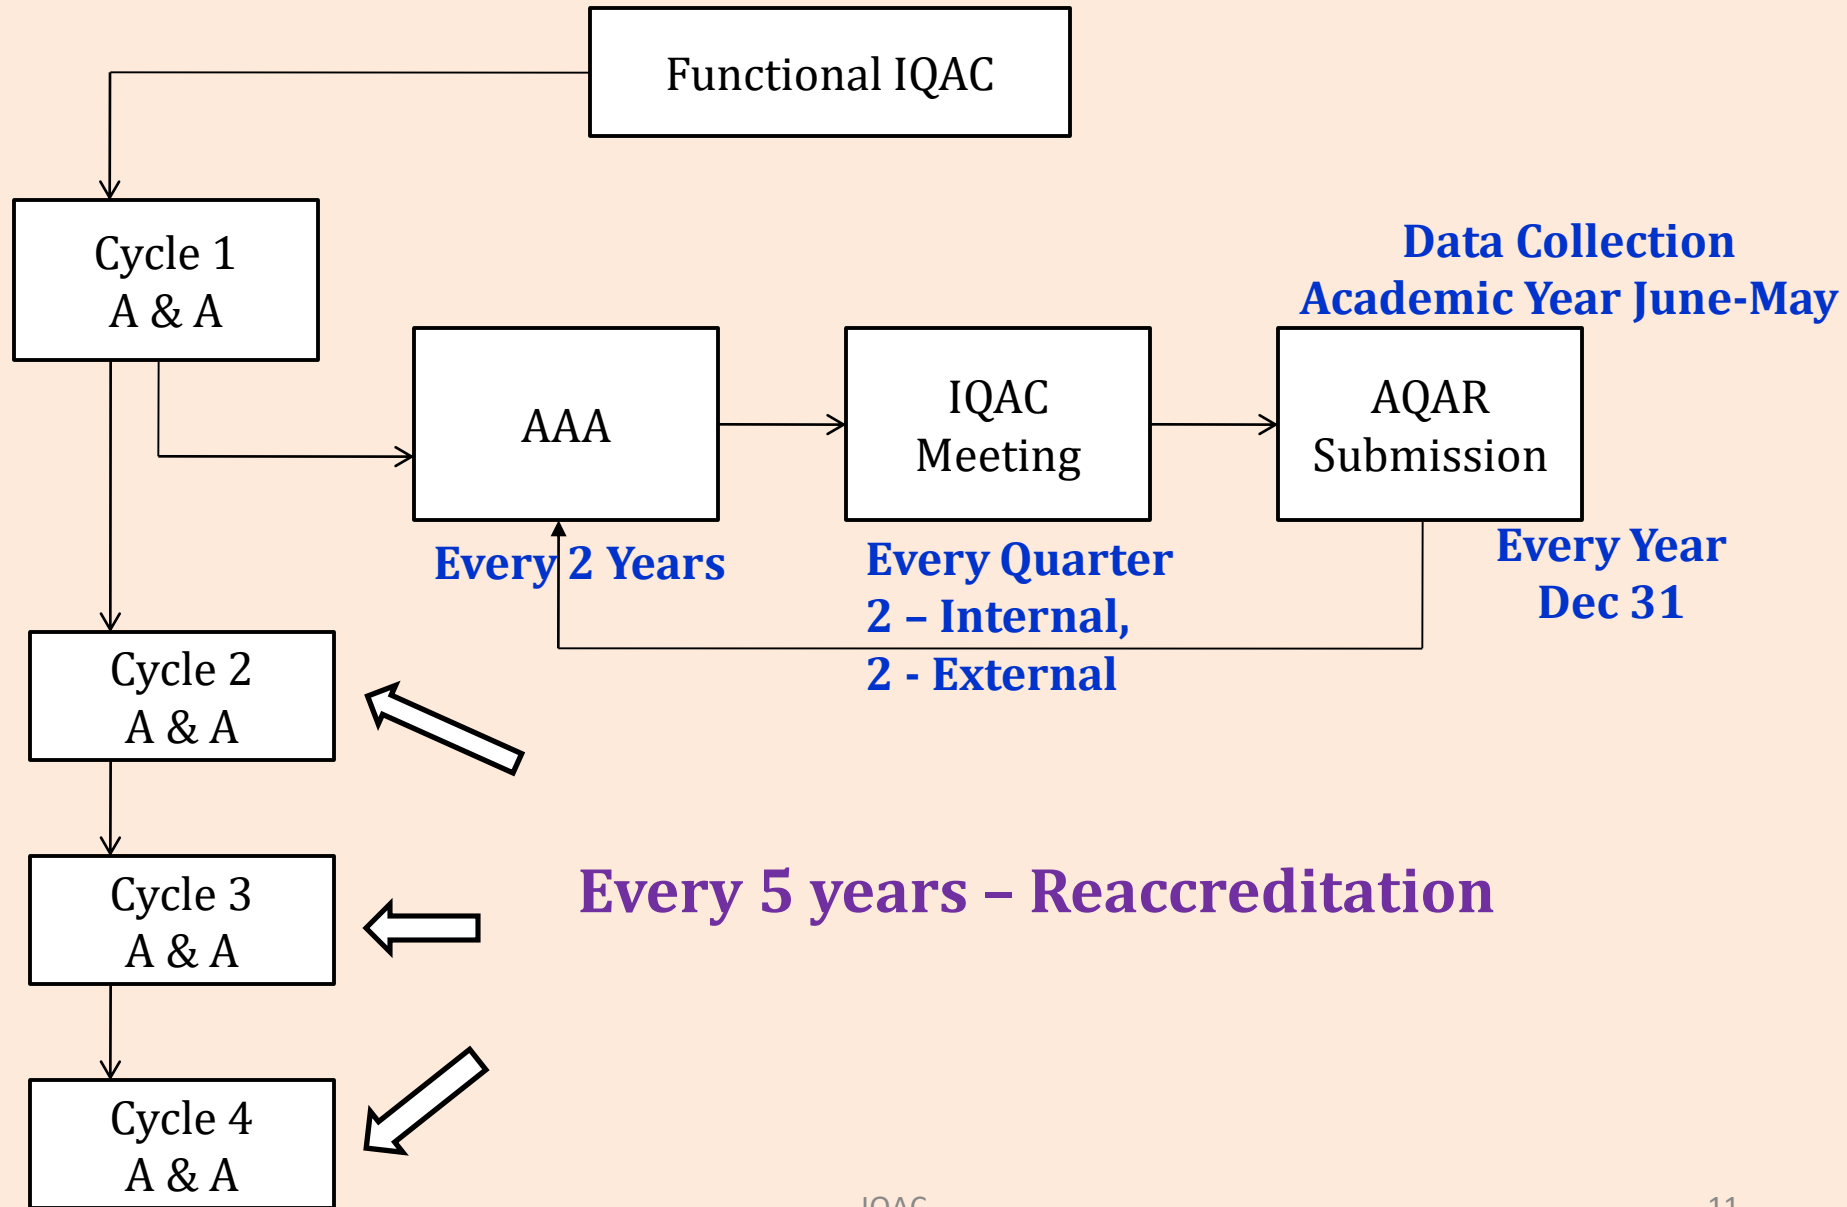 Functional IQAC
Cycle 1
A & A
Data Collection
Academic Year June-May
AAA
IQAC
Meeting
AQAR
Submission
Every 2 Years
Every Quarter
2 – Internal,
2 - External
Every Year
Dec 31
Cycle 2
A & A
Every 5 years – Reaccreditation
Cycle 3
A & A
Cycle 4
A & A
IQAC
11